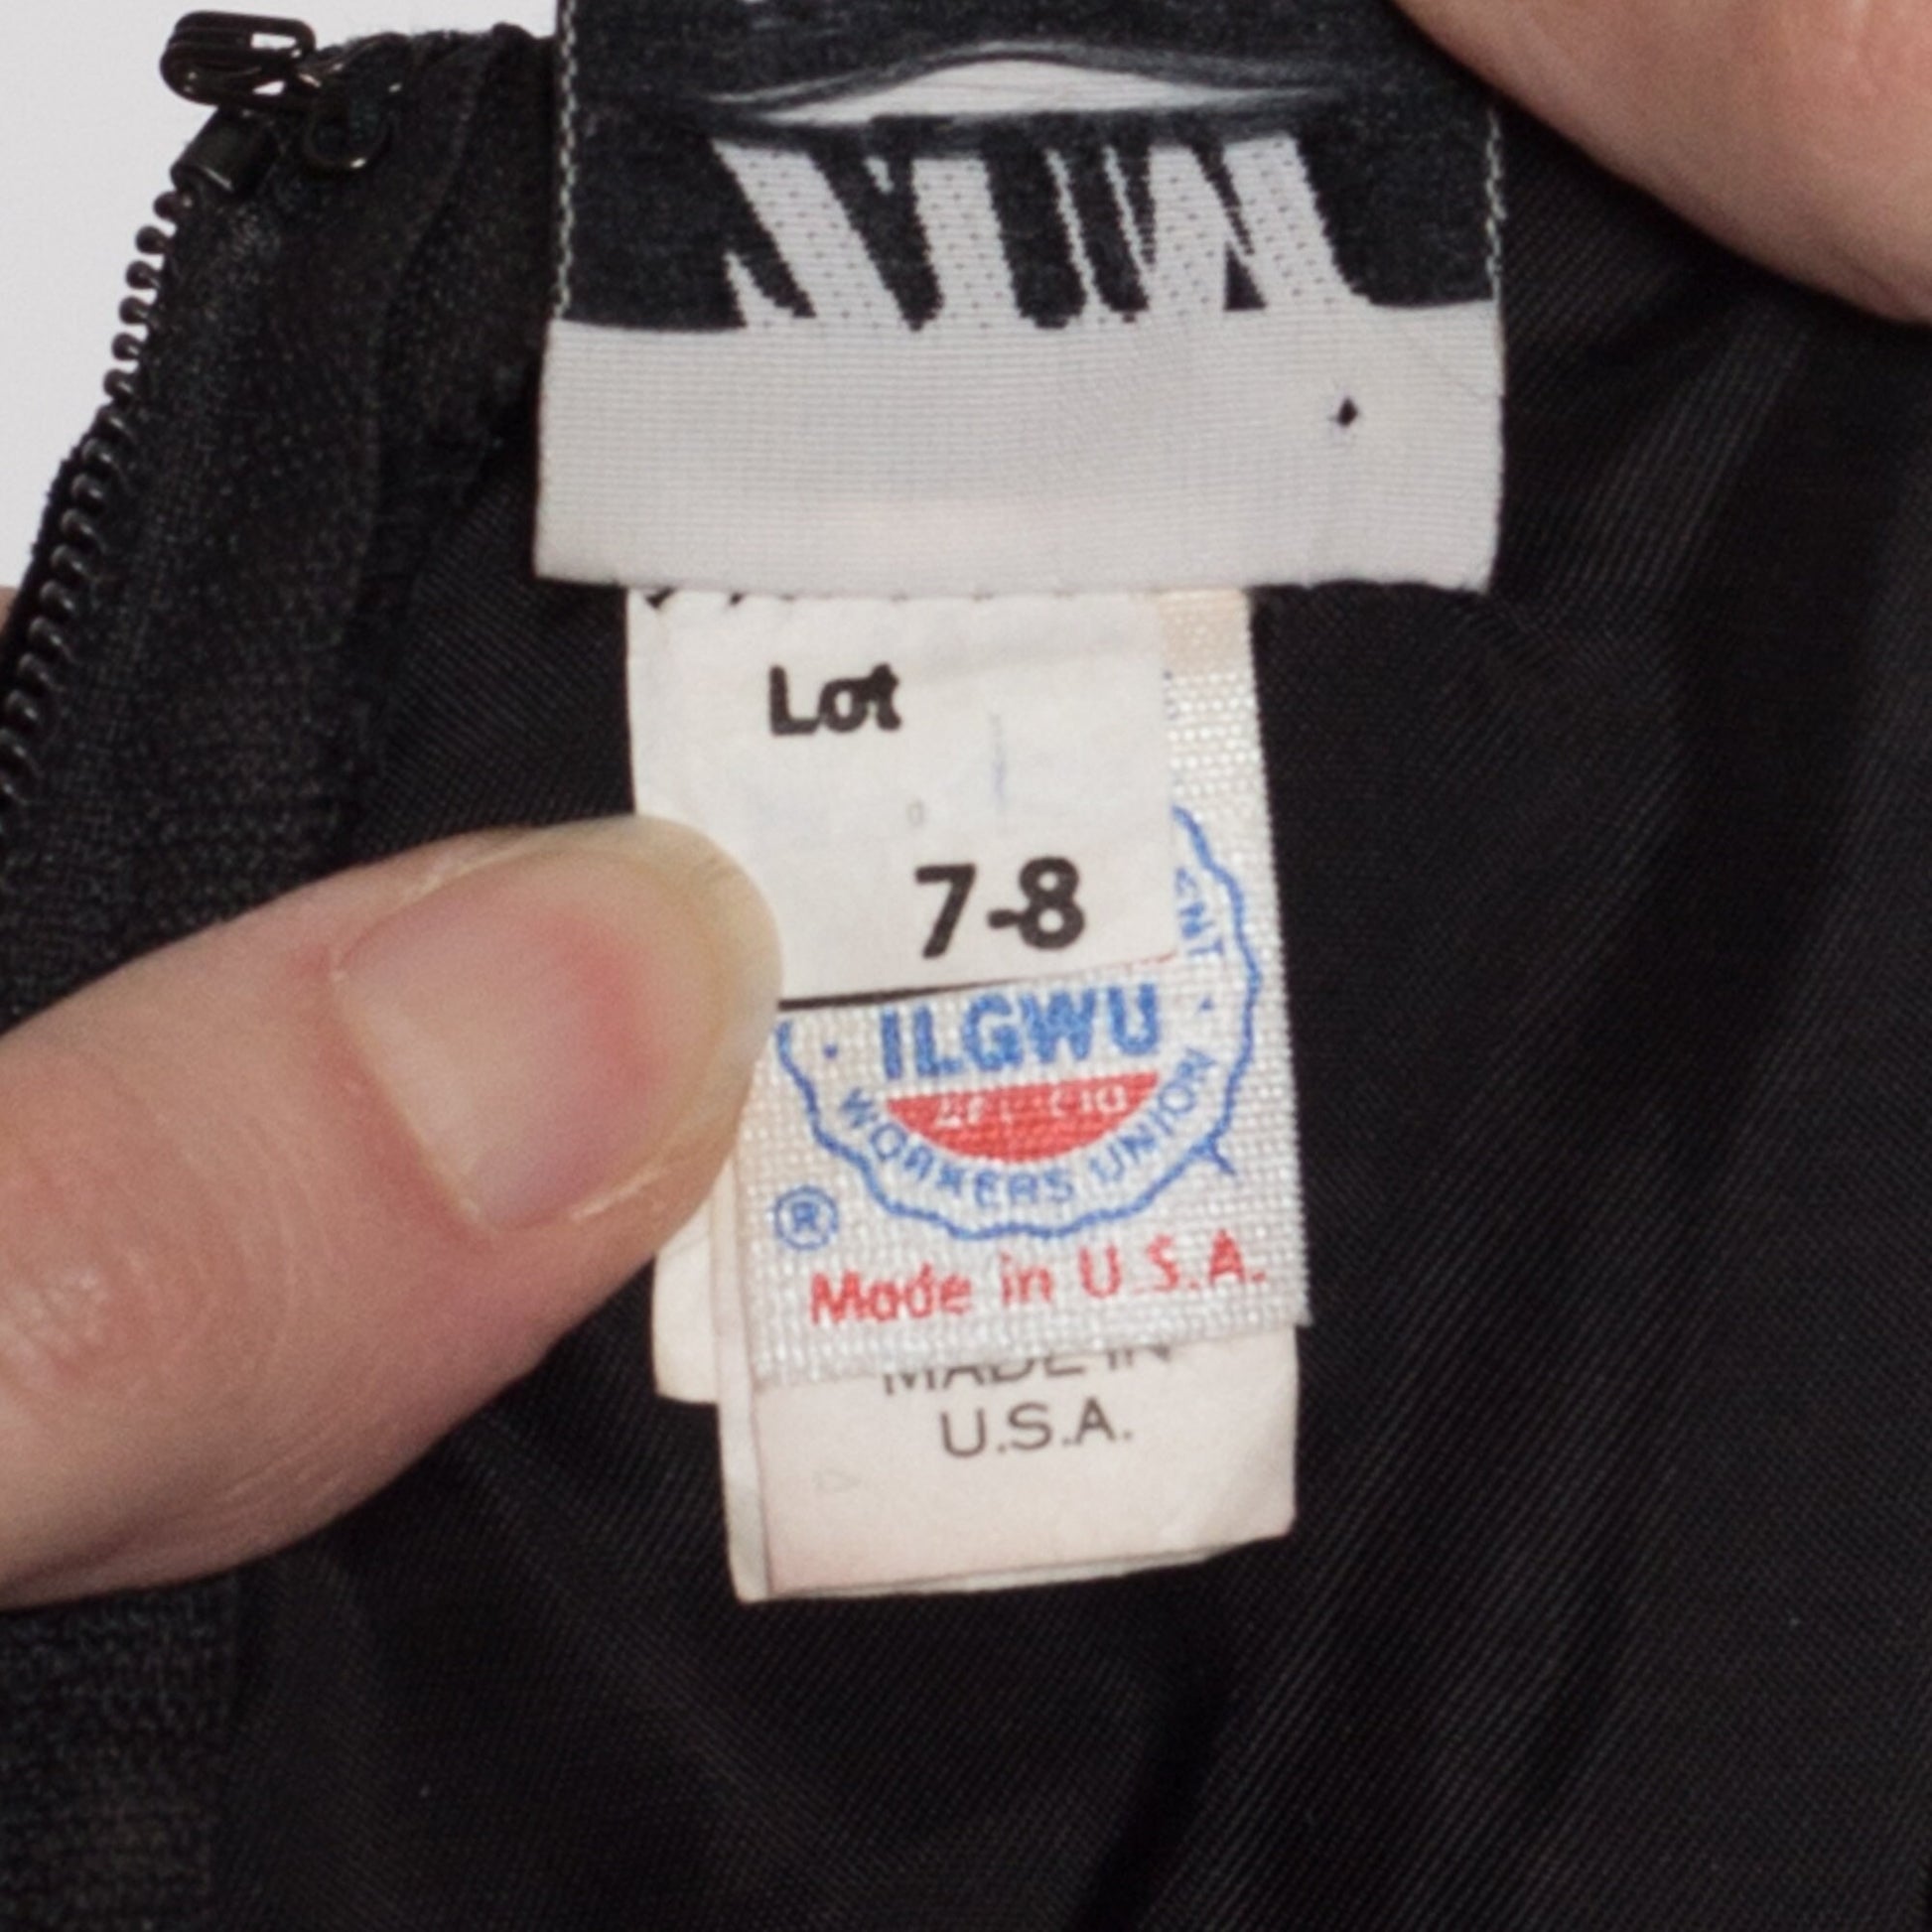 Lot
7-8
ILGWU
AFL-CIO
WORKERS UNION
®
Made in U.S.A.
MADE IN
U.S.A.